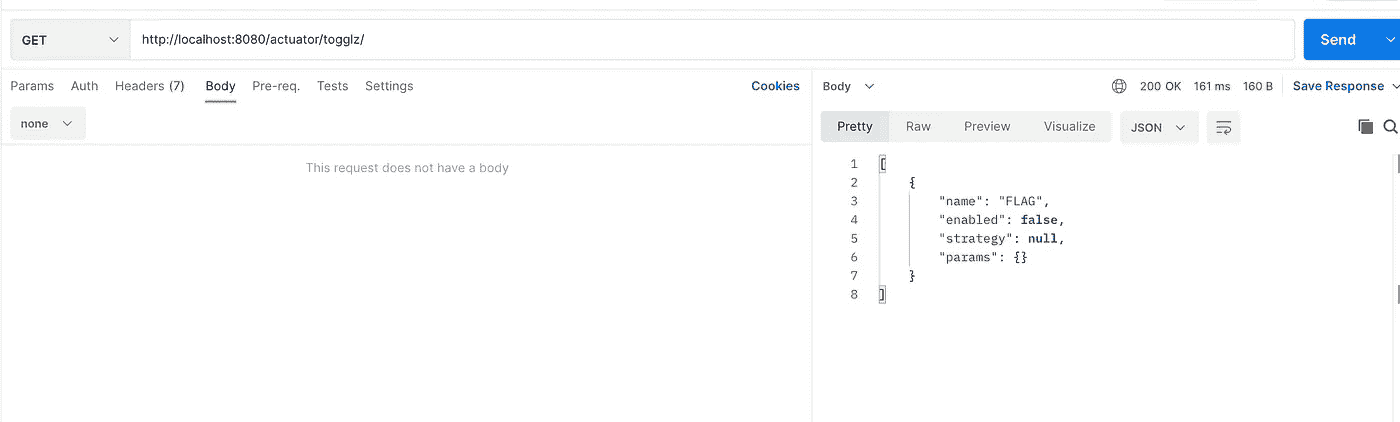 GET http://localhost:8080/actuator/togglz/ Send
Params Auth Headers (7) Body Pre-req. Tests Settings Cookies
none
This request does not have a body
Body 200 OK 161 ms 160 B Save Response
Pretty Raw Preview Visualize JSON
1 [
2 {
3 "name": "FLAG",
4 "enabled": false,
5 "strategy": null,
6 "params": {}
7 }
8 ]